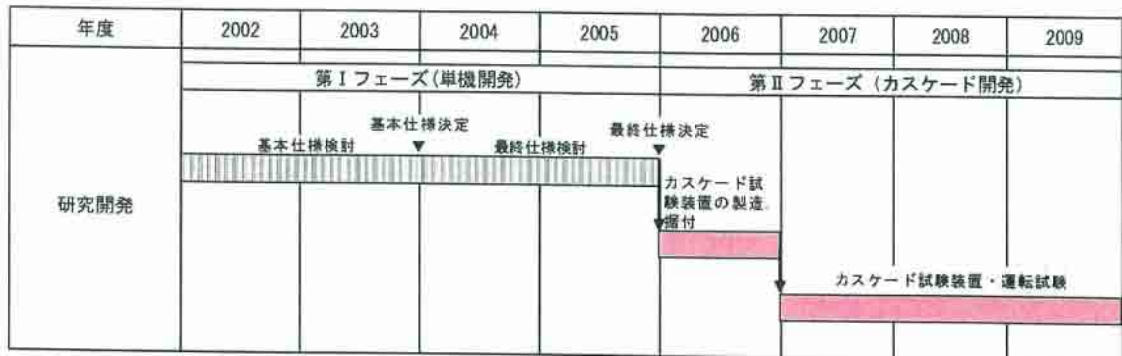 年度 2002 2003 2004 2005 2006 2007 2008 2009
第Ⅰフェーズ(単機開発) 第Ⅱフェーズ(カスケード開発)
基本仕様決定 最終仕様決定
基本仕様検討 ▼ 最終仕様検討 ▼
研究開発
カスケード試
験装置の製造.
据付
カスケード試験装置・運転試験